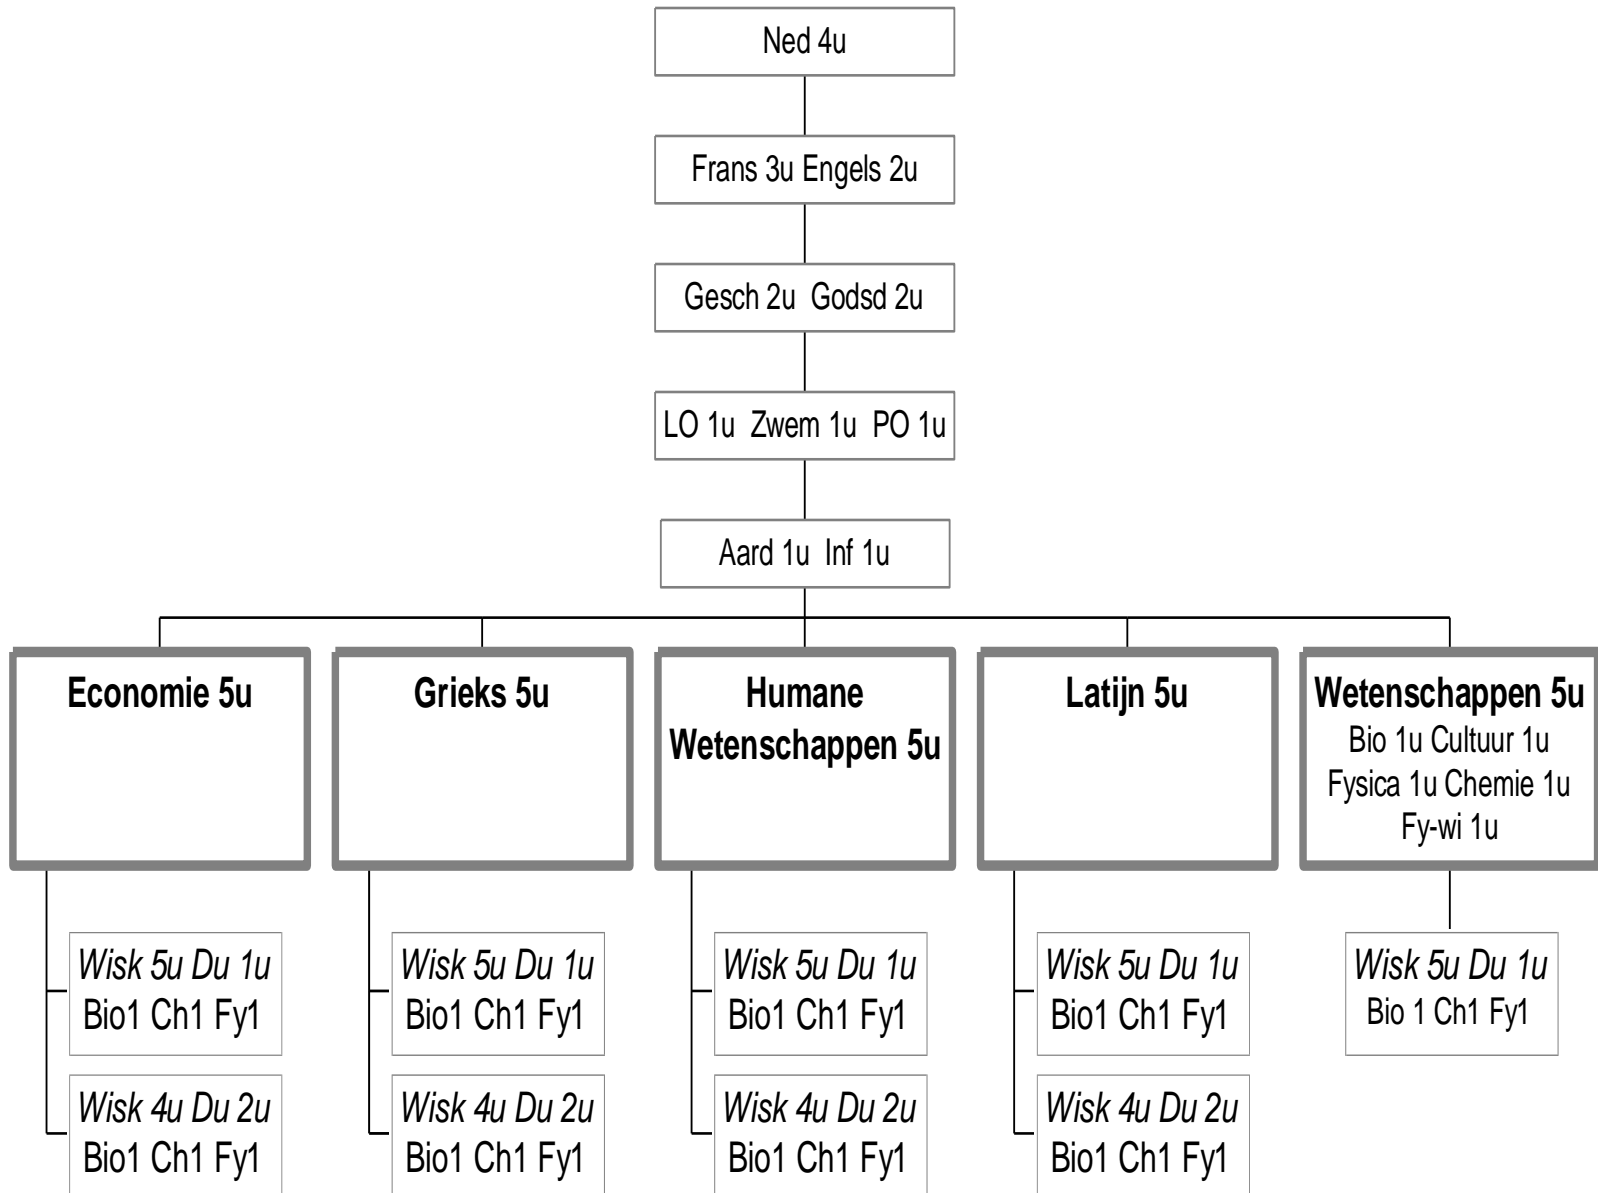 Ned 4u
Frans 3u Engels 2u
Gesch 2u Godsd 2u
LO 1u Zwem 1u PO 1u
Aard 1u Inf 1u
Economie 5u
Grieks 5u
Humane
Wetenschappen 5u
Latijn 5u
Wetenschappen 5u
Bio 1u Cultuur 1u
Fysica 1u Chemie 1u
Fy-wi 1u
Wisk 5u Du 1u
Bio1 Ch1 Fy1
Wisk 4u Du 2u
Bio1 Ch1 Fy1
Wisk 5u Du 1u
Bio1 Ch1 Fy1
Wisk 4u Du 2u
Bio1 Ch1 Fy1
Wisk 5u Du 1u
Bio1 Ch1 Fy1
Wisk 4u Du 2u
Bio1 Ch1 Fy1
Wisk 5u Du 1u
Bio1 Ch1 Fy1
Wisk 4u Du 2u
Bio1 Ch1 Fy1
Wisk 5u Du 1u
Bio 1 Ch1 Fy1